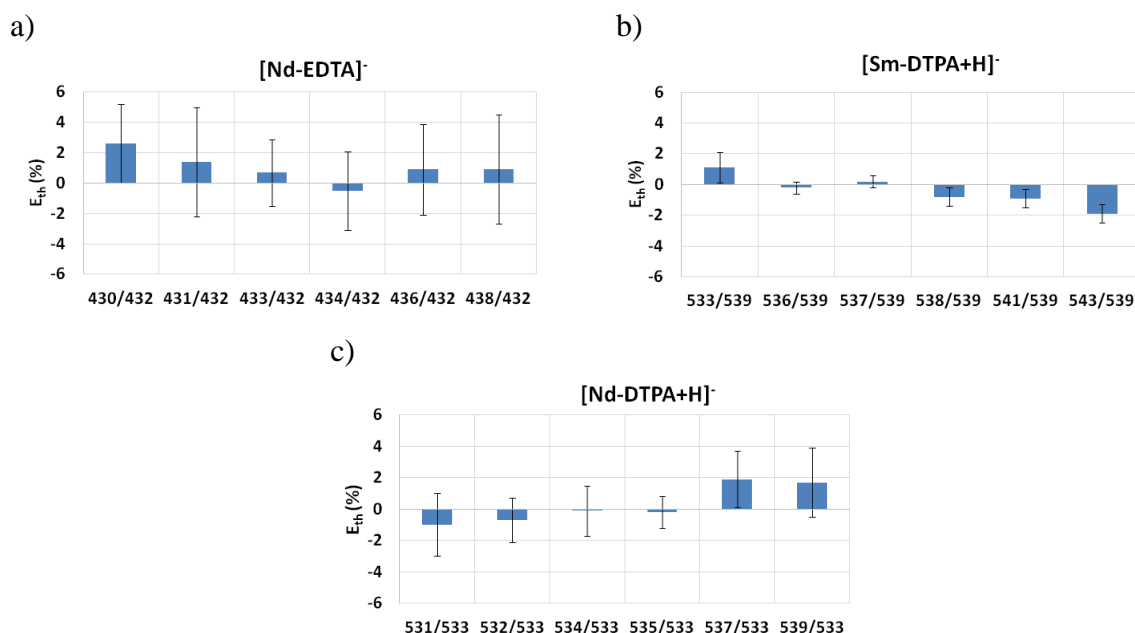 a)
[Nd-EDTA]-
E_th (%)
6
4
2
0
-2
-4
-6
430/432 431/432 433/432 434/432 436/432 438/432
b)
[Sm-DTPA+H]-
E_th (%)
6
4
2
0
-2
-4
-6
533/539 536/539 537/539 538/539 541/539 543/539
c)
[Nd-DTPA+H]-
E_th (%)
6
4
2
0
-2
-4
-6
531/533 532/533 534/533 535/533 537/533 539/533